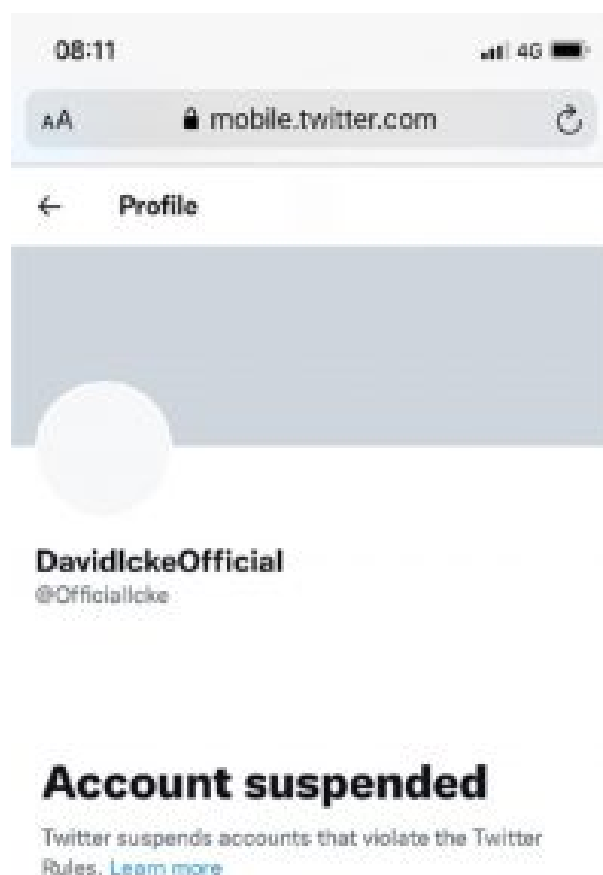 08:11 4G
AA mobile.twitter.com
← Profile
DavidIckeOfficial
@OfficialIcke
Account suspended
Twitter suspends accounts that violate the Twitter
Rules. Learn more